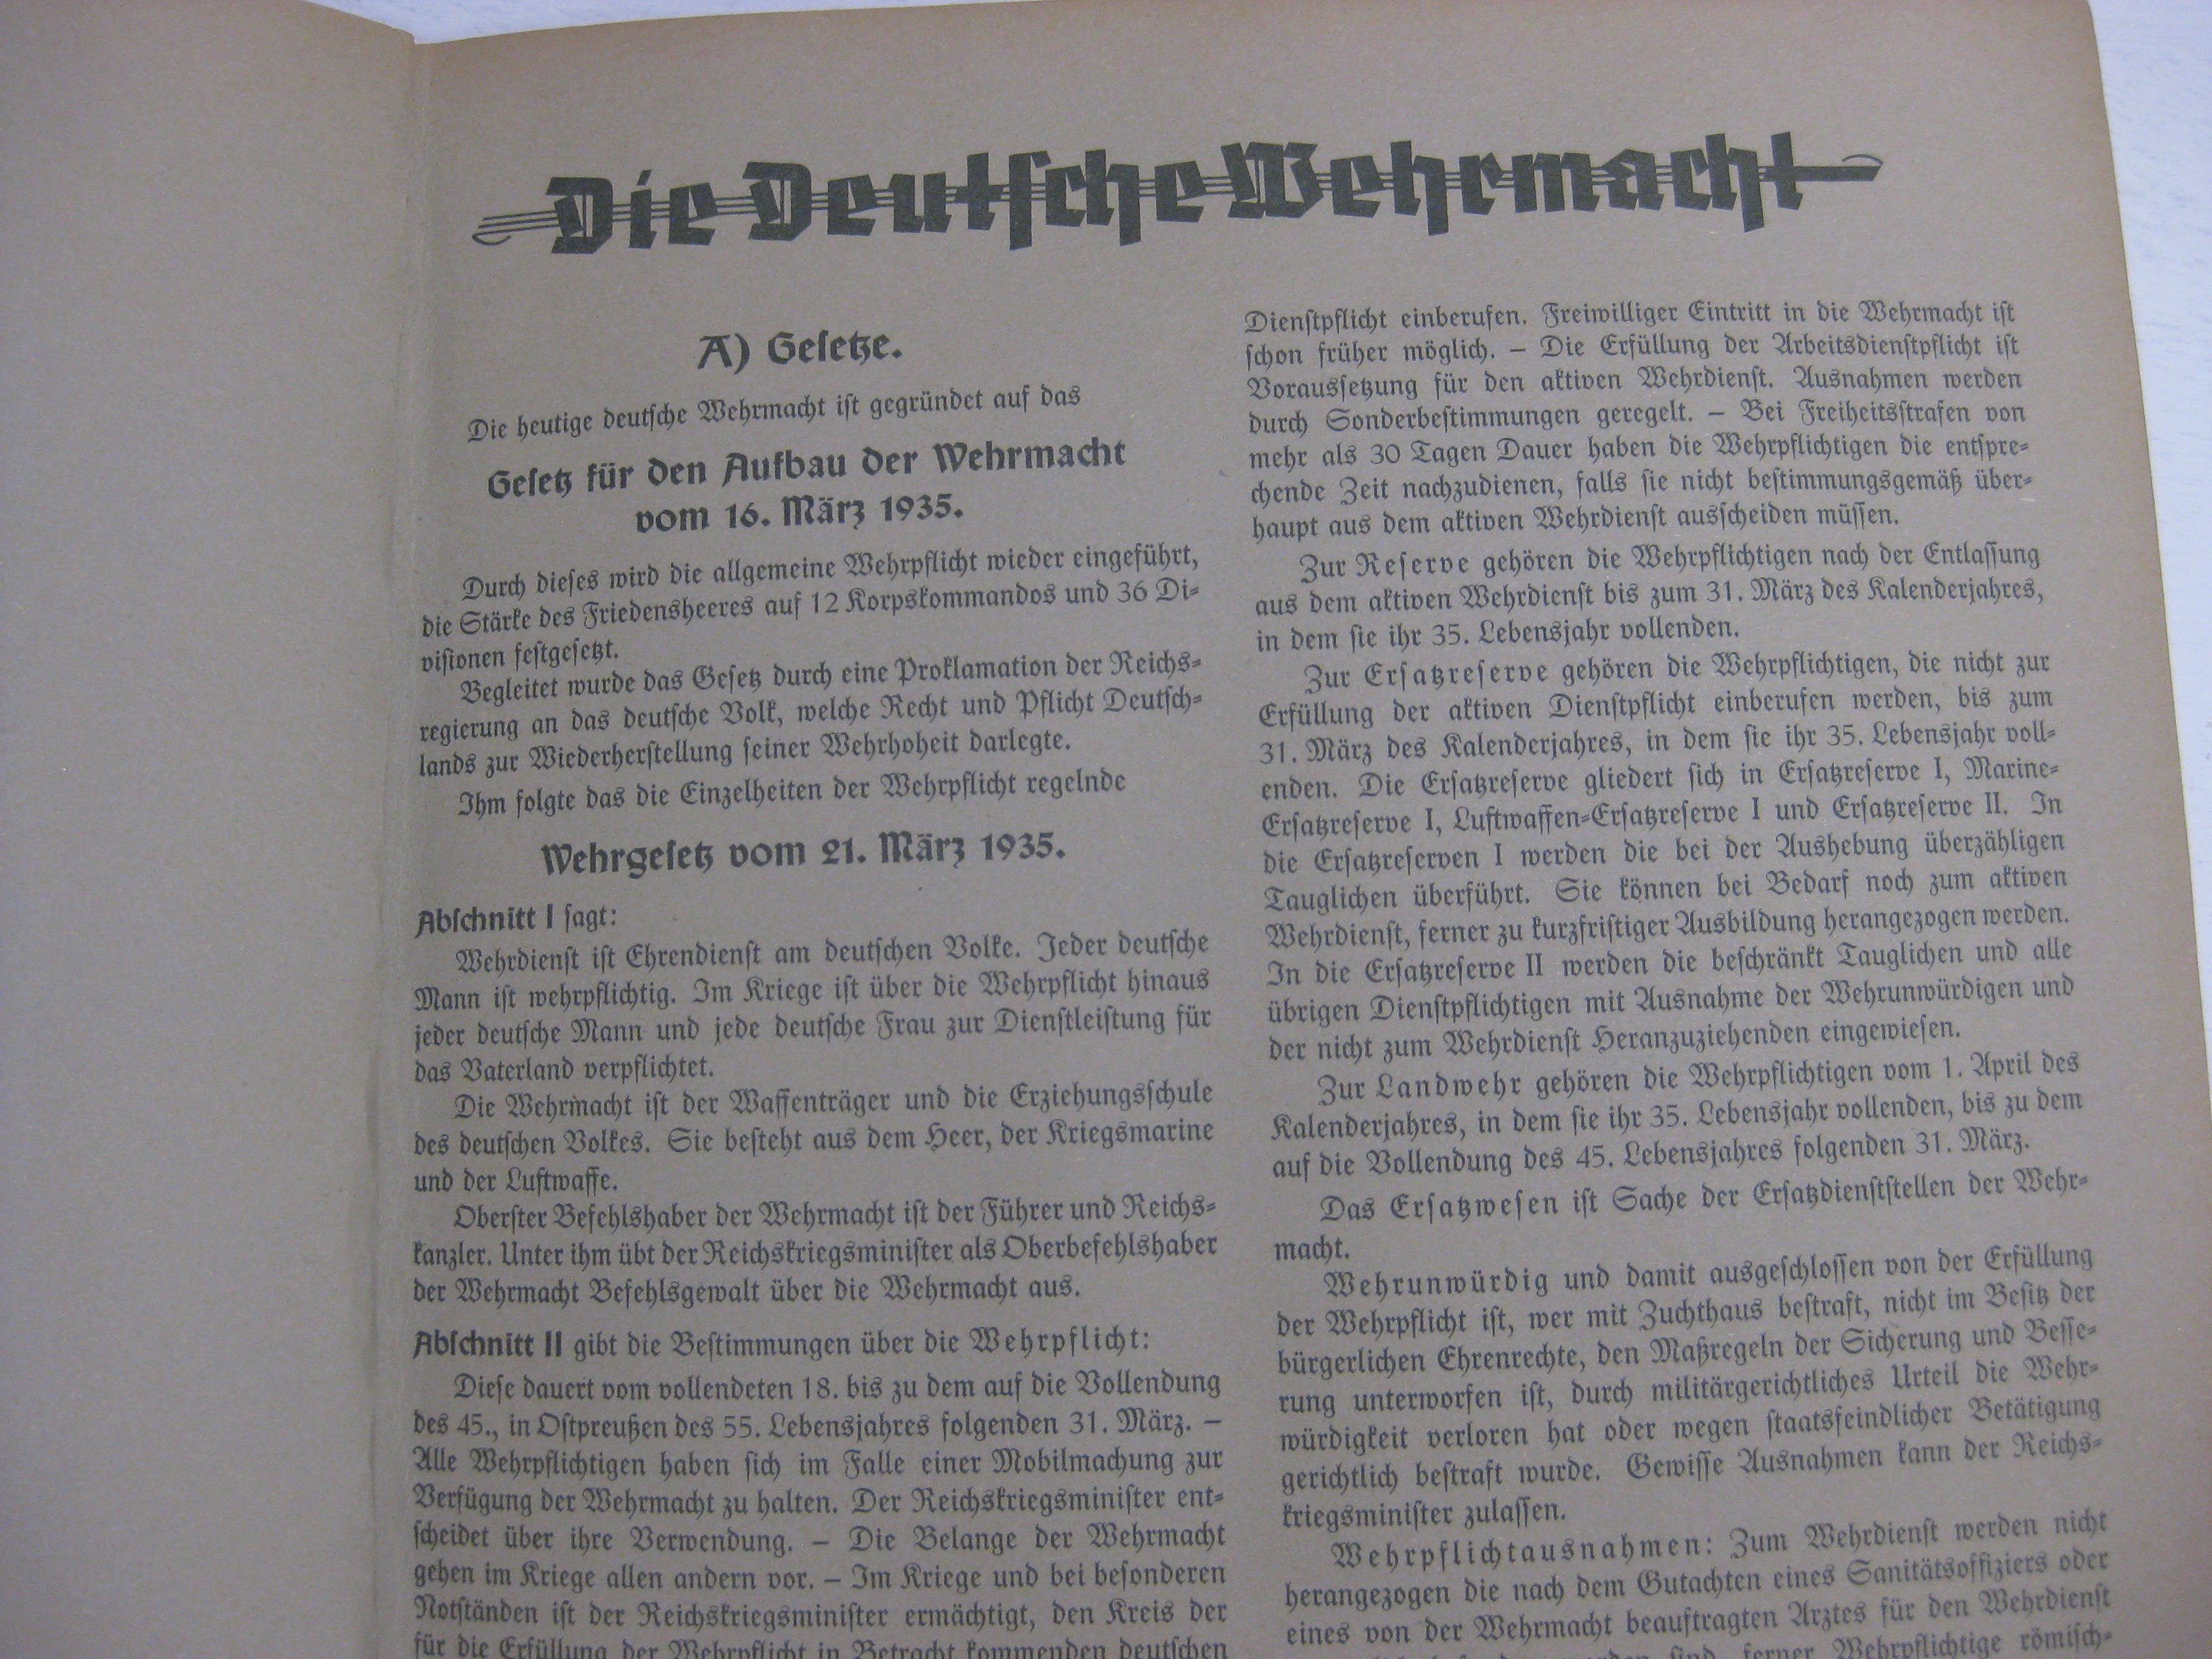 Die Deutsche Wehrmacht
A) Gesetze.
Die heutige deutsche Wehrmacht ist gegründet auf das
Gesetz für den Aufbau der Wehrmacht
vom 16. März 1935.
Durch dieses wird die allgemeine Wehrpflicht wieder eingeführt,
die Stärke des Friedensheeres auf 12 Korpskommandos und 36 Di-
visionen festgesetzt.
Begleitet wurde das Gesetz durch eine Proklamation der Reichs-
regierung an das deutsche Volk, welche Recht und Pflicht Deutsch-
lands zur Wiederherstellung seiner Wehrhoheit darlegte.
Ihm folgte das die Einzelheiten der Wehrpflicht regelnde
Wehrgesetz vom 21. März 1935.
Abschnitt I sagt:
Wehrdienst ist Ehrendienst am deutschen Volke. Jeder deutsche
Mann ist wehrpflichtig. Im Kriege ist über die Wehrpflicht hinaus
jeder deutsche Mann und jede deutsche Frau zur Dienstleistung für
das Vaterland verpflichtet.
Die Wehrmacht ist der Waffenträger und die Erziehungsschule
des deutschen Volkes. Sie besteht aus dem Heer, der Kriegsmarine
und der Luftwaffe.
Oberster Befehlshaber der Wehrmacht ist der Führer und Reichs-
kanzler. Unter ihm übt der Reichskriegsminister als Oberbefehlshaber
der Wehrmacht Befehlsgewalt über die Wehrmacht aus.
Abschnitt II gibt die Bestimmungen über die Wehrpflicht:
Diese dauert vom vollendeten 18. bis zu dem auf die Vollendung
des 45., in Ostpreußen des 55. Lebensjahres folgenden 31. März. –
Alle Wehrpflichtigen haben sich im Falle einer Mobilmachung zur
Verfügung der Wehrmacht zu halten. Der Reichskriegsminister ent-
scheidet über ihre Verwendung. – Die Belange der Wehrmacht
gehen im Kriege allen andern vor. – Im Kriege und bei besonderen
Notständen ist der Reichskriegsminister ermächtigt, den Kreis der
für die Erfüllung der Wehrpflicht in Betracht kommenden deutschen
Dienstpflicht einberufen. Freiwilliger Eintritt in die Wehrmacht ist
schon früher möglich. – Die Erfüllung der Arbeitsdienstpflicht ist
Voraussetzung für den aktiven Wehrdienst. Ausnahmen werden
durch Sonderbestimmungen geregelt. – Bei Freiheitsstrafen von
mehr als 30 Tagen Dauer haben die Wehrpflichtigen die entspre-
chende Zeit nachzudienen, falls sie nicht bestimmungsgemäß über-
haupt aus dem aktiven Wehrdienst ausscheiden müssen.
Zur Reserve gehören die Wehrpflichtigen nach der Entlassung
aus dem aktiven Wehrdienst bis zum 31. März des Kalenderjahres,
in dem sie ihr 35. Lebensjahr vollenden.
Zur Ersatzreserve gehören die Wehrpflichtigen, die nicht zur
Erfüllung der aktiven Dienstpflicht einberufen werden, bis zum
31. März des Kalenderjahres, in dem sie ihr 35. Lebensjahr voll-
enden. Die Ersatzreserve gliedert sich in Ersatzreserve I, Marine-
Ersatzreserve I, Luftwaffen-Ersatzreserve I und Ersatzreserve II. In
die Ersatzreserven I werden die bei der Aushebung überzähligen
Tauglichen überführt. Sie können bei Bedarf noch zum aktiven
Wehrdienst, ferner zu kurzfristiger Ausbildung herangezogen werden.
In die Ersatzreserve II werden die beschränkt Tauglichen und alle
übrigen Dienstpflichtigen mit Ausnahme der Wehrunwürdigen und
der nicht zum Wehrdienst Heranzuziehenden eingewiesen.
Zur Landwehr gehören die Wehrpflichtigen vom 1. April des
Kalenderjahres, in dem sie ihr 35. Lebensjahr vollenden, bis zu dem
auf die Vollendung des 45. Lebensjahres folgenden 31. März.
Das Ersatzwesen ist Sache der Ersatzdienststellen der Wehr-
macht.
Wehrunwürdig und damit ausgeschlossen von der Erfüllung
der Wehrpflicht ist, wer mit Zuchthaus bestraft, nicht im Besitz der
bürgerlichen Ehrenrechte, den Maßregeln der Sicherung und Besse-
rung unterworfen ist, durch militärgerichtliches Urteil die Wehr-
würdigkeit verloren hat oder wegen staatsfeindlicher Betätigung
gerichtlich bestraft wurde. Gewisse Ausnahmen kann der Reichs-
kriegsminister zulassen.
Wehrpflichtausnahmen: Zum Wehrdienst werden nicht
herangezogen die nach dem Gutachten eines Sanitätsoffiziers oder
eines von der Wehrmacht beauftragten Arztes für den Wehrdienst
sind, ferner Wehrpflichtige römisch-